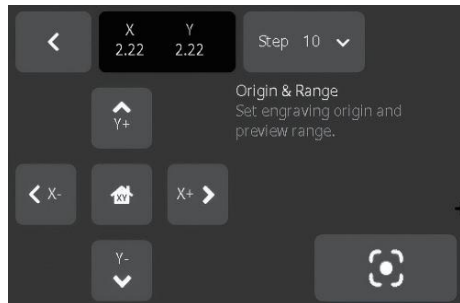 X Y
2.22 2.22
Step 10
Origin & Range
Set engraving origin and
preview range.
Y+
X-
XY
X+
Y-